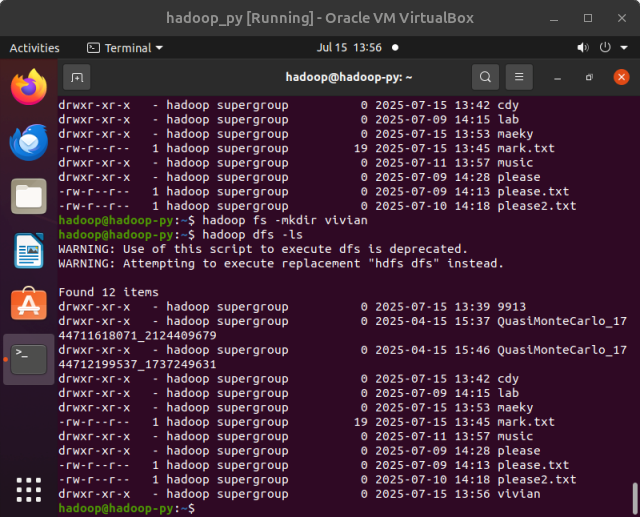 hadoop_py [Running] - Oracle VM VirtualBox
Activities Terminal Jul 15 13:56
hadoop@hadoop-py: ~
drwxr-xr-x   - hadoop supergroup          0 2025-07-15 13:42 cdy
drwxr-xr-x   - hadoop supergroup          0 2025-07-09 14:15 lab
drwxr-xr-x   - hadoop supergroup          0 2025-07-15 13:53 maeky
-rw-r--r--   1 hadoop supergroup         19 2025-07-15 13:45 mark.txt
drwxr-xr-x   - hadoop supergroup          0 2025-07-11 13:57 music
drwxr-xr-x   - hadoop supergroup          0 2025-07-09 14:28 please
-rw-r--r--   1 hadoop supergroup          0 2025-07-09 14:13 please.txt
-rw-r--r--   1 hadoop supergroup          0 2025-07-10 14:18 please2.txt
hadoop@hadoop-py:~$ hadoop fs -mkdir vivian
hadoop@hadoop-py:~$ hadoop dfs -ls
WARNING: Use of this script to execute dfs is deprecated.
WARNING: Attempting to execute replacement "hdfs dfs" instead.
Found 12 items
drwxr-xr-x   - hadoop supergroup          0 2025-07-15 13:39 9913
drwxr-xr-x   - hadoop supergroup          0 2025-04-15 15:37 QuasiMonteCarlo_17
44711618071_2124409679
drwxr-xr-x   - hadoop supergroup          0 2025-04-15 15:46 QuasiMonteCarlo_17
44712199537_1737249631
drwxr-xr-x   - hadoop supergroup          0 2025-07-15 13:42 cdy
drwxr-xr-x   - hadoop supergroup          0 2025-07-09 14:15 lab
drwxr-xr-x   - hadoop supergroup          0 2025-07-15 13:53 maeky
-rw-r--r--   1 hadoop supergroup         19 2025-07-15 13:45 mark.txt
drwxr-xr-x   - hadoop supergroup          0 2025-07-11 13:57 music
drwxr-xr-x   - hadoop supergroup          0 2025-07-09 14:28 please
-rw-r--r--   1 hadoop supergroup          0 2025-07-09 14:13 please.txt
-rw-r--r--   1 hadoop supergroup          0 2025-07-10 14:18 please2.txt
drwxr-xr-x   - hadoop supergroup          0 2025-07-15 13:56 vivian
hadoop@hadoop-py:~$